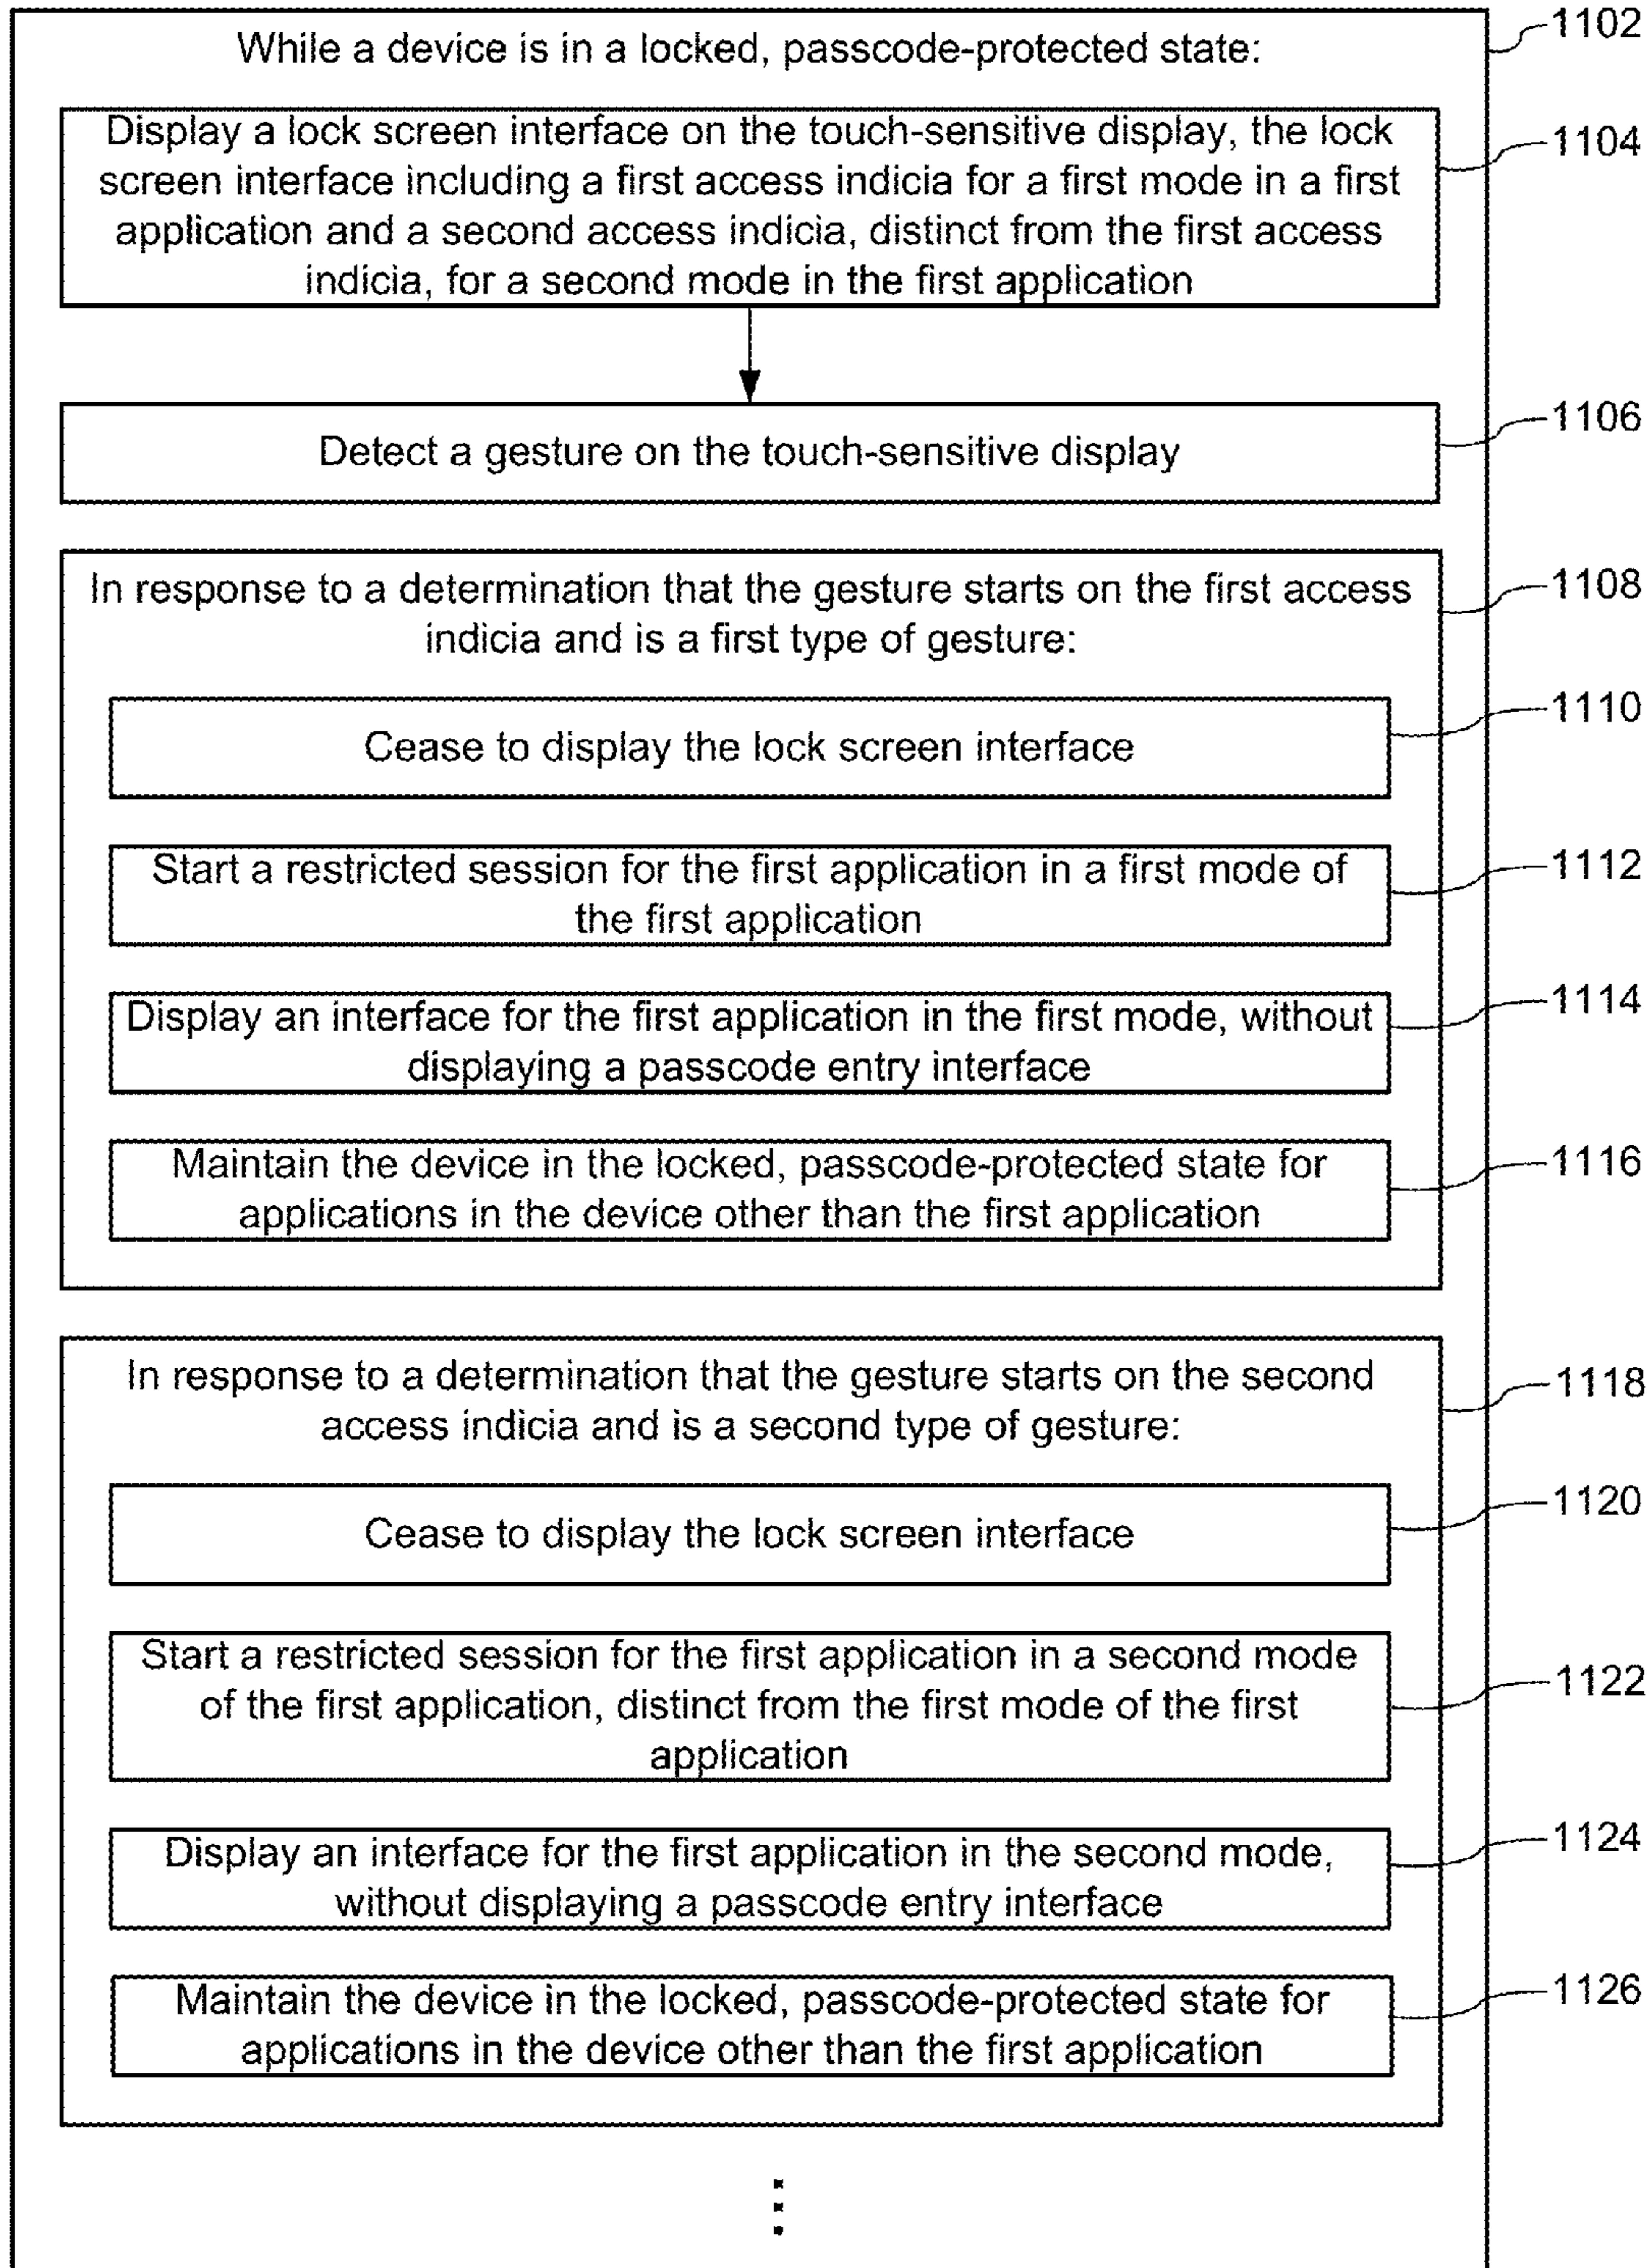 While a device is in a locked, passcode-protected state:
1102
Display a lock screen interface on the touch-sensitive display, the lock
screen interface including a first access indicia for a first mode in a first
application and a second access indicia, distinct from the first access
indicia, for a second mode in the first application
1104
Detect a gesture on the touch-sensitive display
1106
In response to a determination that the gesture starts on the first access
indicia and is a first type of gesture:
1108
Cease to display the lock screen interface
1110
Start a restricted session for the first application in a first mode of
the first application
1112
Display an interface for the first application in the first mode, without
displaying a passcode entry interface
1114
Maintain the device in the locked, passcode-protected state for
applications in the device other than the first application
1116
In response to a determination that the gesture starts on the second
access indicia and is a second type of gesture:
1118
Cease to display the lock screen interface
1120
Start a restricted session for the first application in a second mode
of the first application, distinct from the first mode of the first
application
1122
Display an interface for the first application in the second mode,
without displaying a passcode entry interface
1124
Maintain the device in the locked, passcode-protected state for
applications in the device other than the first application
1126